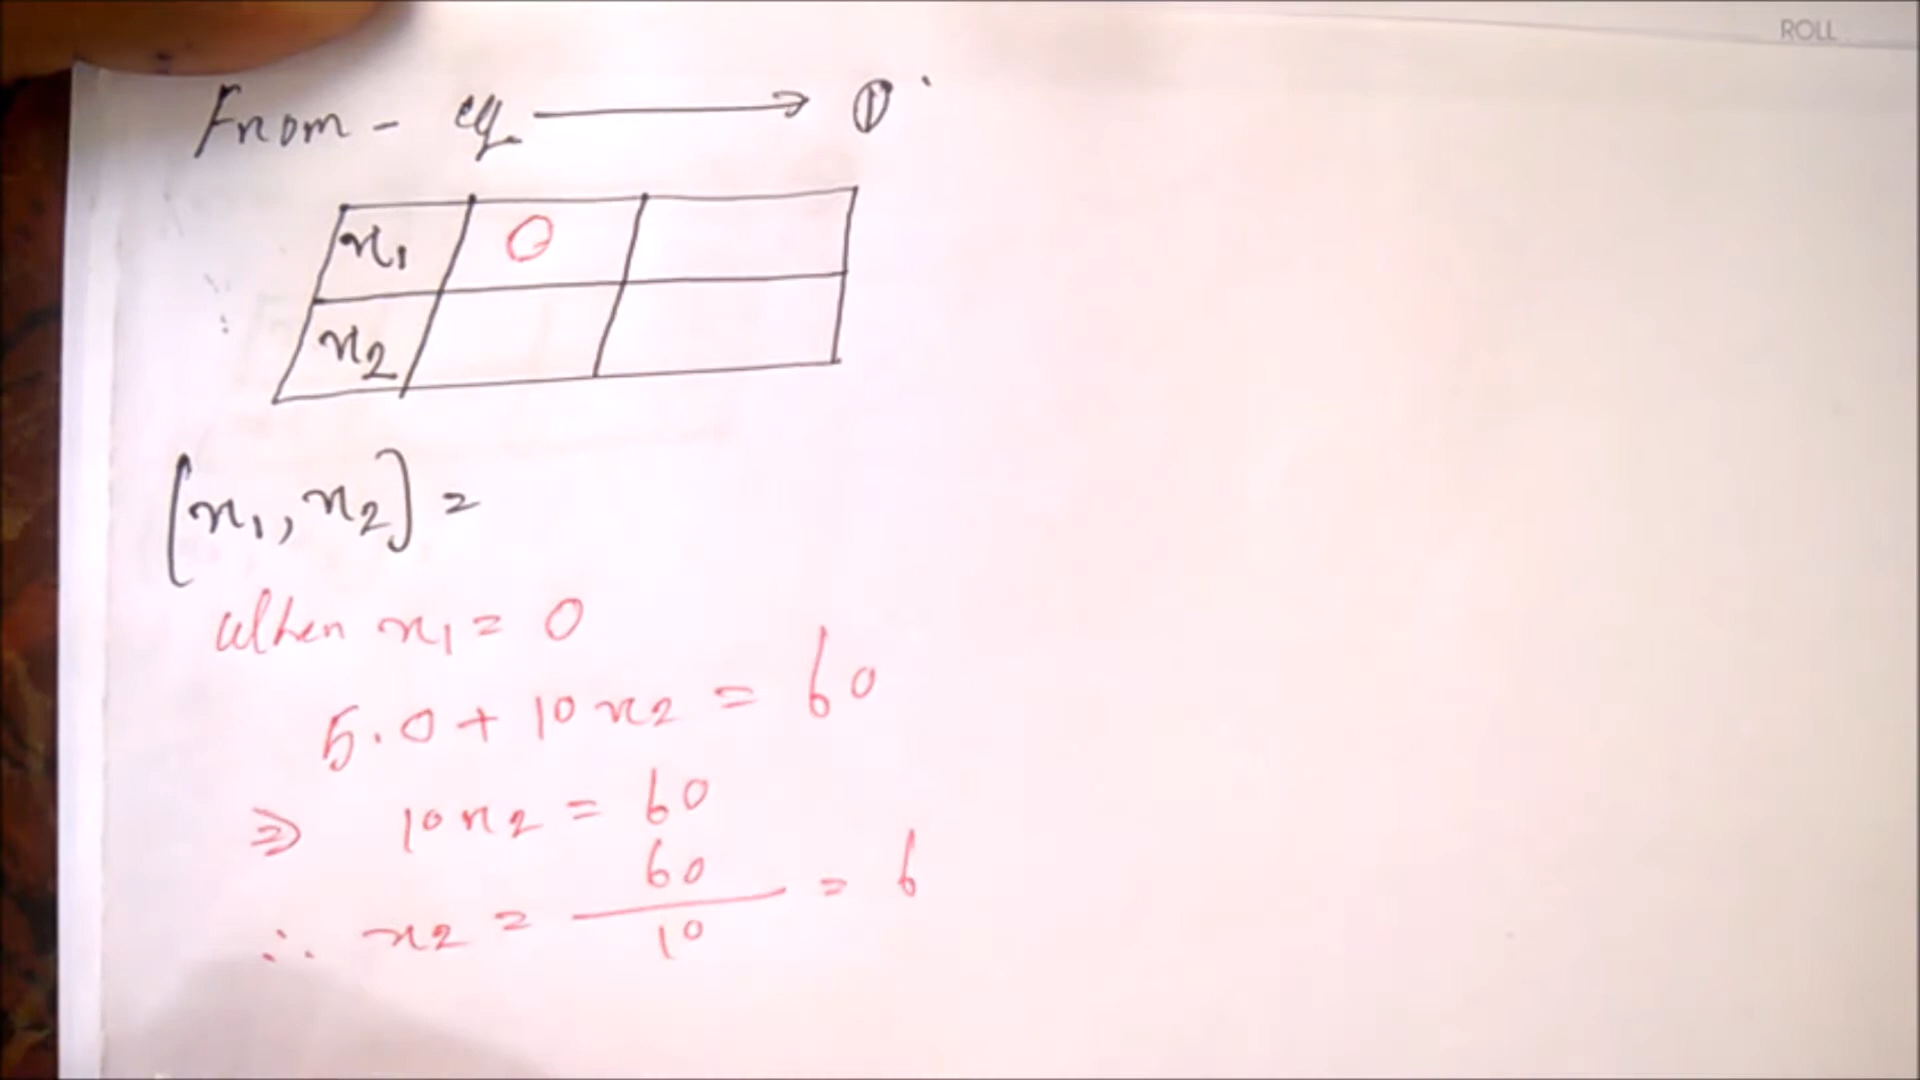 ROLL
From - eq. ⟶ ①
x₁ 0
x₂
[x₁, x₂] =
When x₁ = 0
5.0 + 10x₂ = 60
⇒ 10x₂ = 60
∴ x₂ = 60/10 = 6